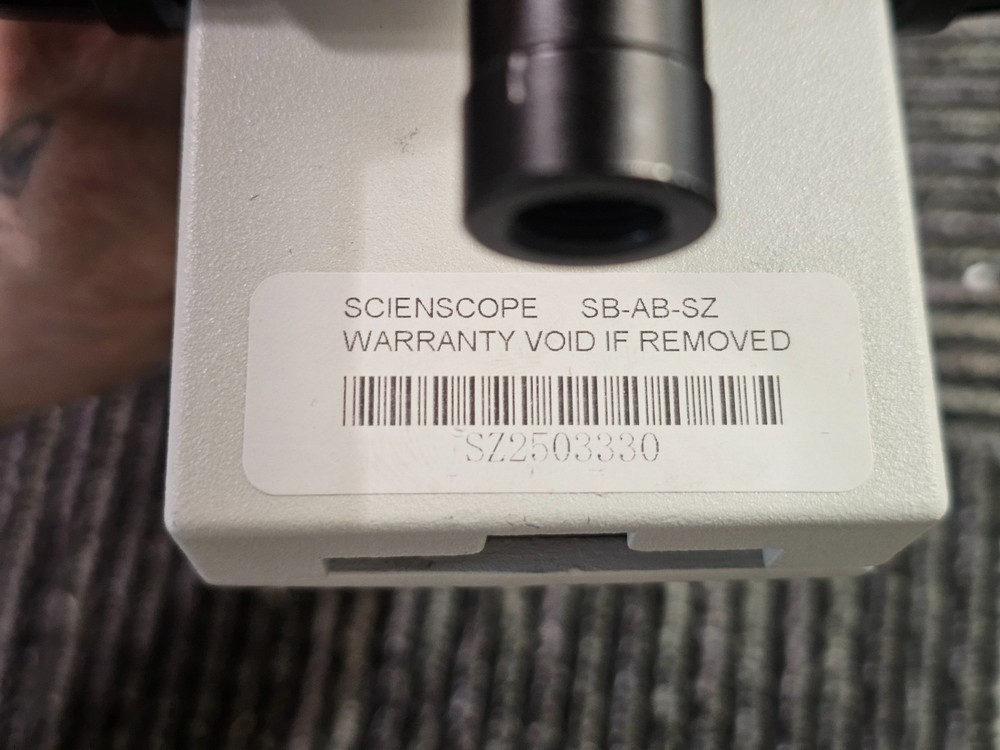 SCIENSCOPE SB-AB-SZ
WARRANTY VOID IF REMOVED
SZ2503330